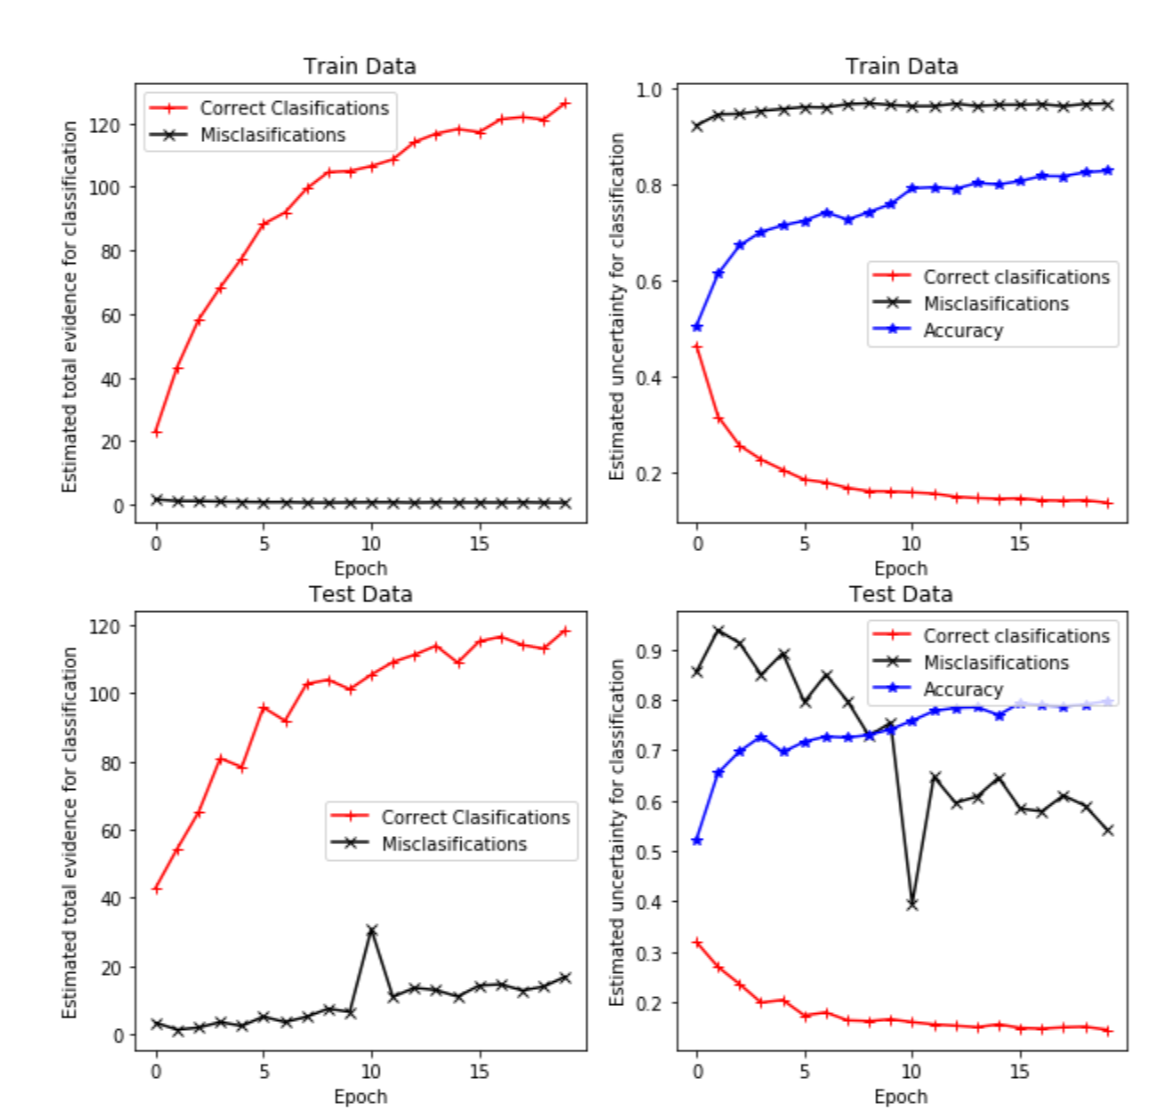 Train Data
Estimated total evidence for classification
Correct Clasifications
Misclasifications
120
100
80
60
40
20
0
0 5 10 15
Epoch
Train Data
Estimated uncertainty for classification
1.0
0.8
0.6
0.4
0.2
Correct clasifications
Misclasifications
Accuracy
0 5 10 15
Epoch
Test Data
Estimated total evidence for classification
120
100
80
60
40
20
0
Correct Clasifications
Misclasifications
0 5 10 15
Epoch
Test Data
Estimated uncertainty for classification
Correct clasifications
Misclasifications
Accuracy
0.9
0.8
0.7
0.6
0.5
0.4
0.3
0.2
0 5 10 15
Epoch